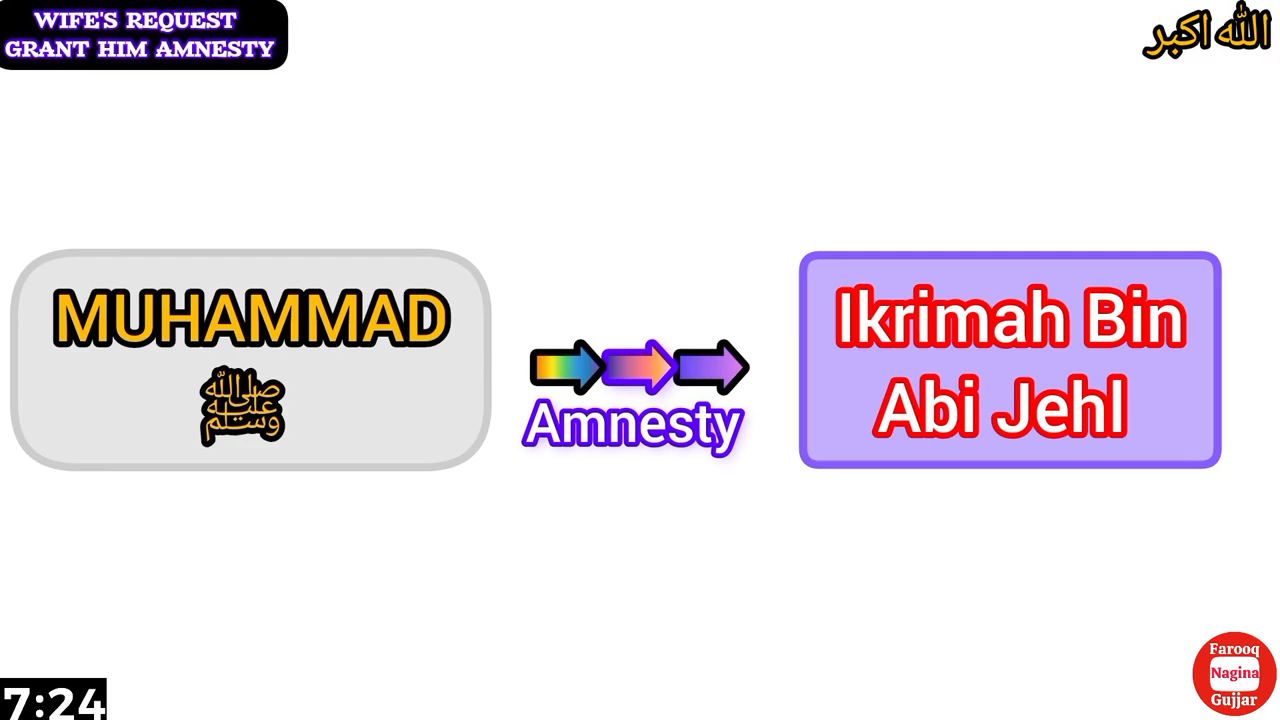 WIFE'S REQUEST
GRANT HIM AMNESTY
الله اكبر
MUHAMMAD
ﷺ
Amnesty
Ikrimah Bin
Abi Jehl
7:24
Farooq
Nagina
Gujjar